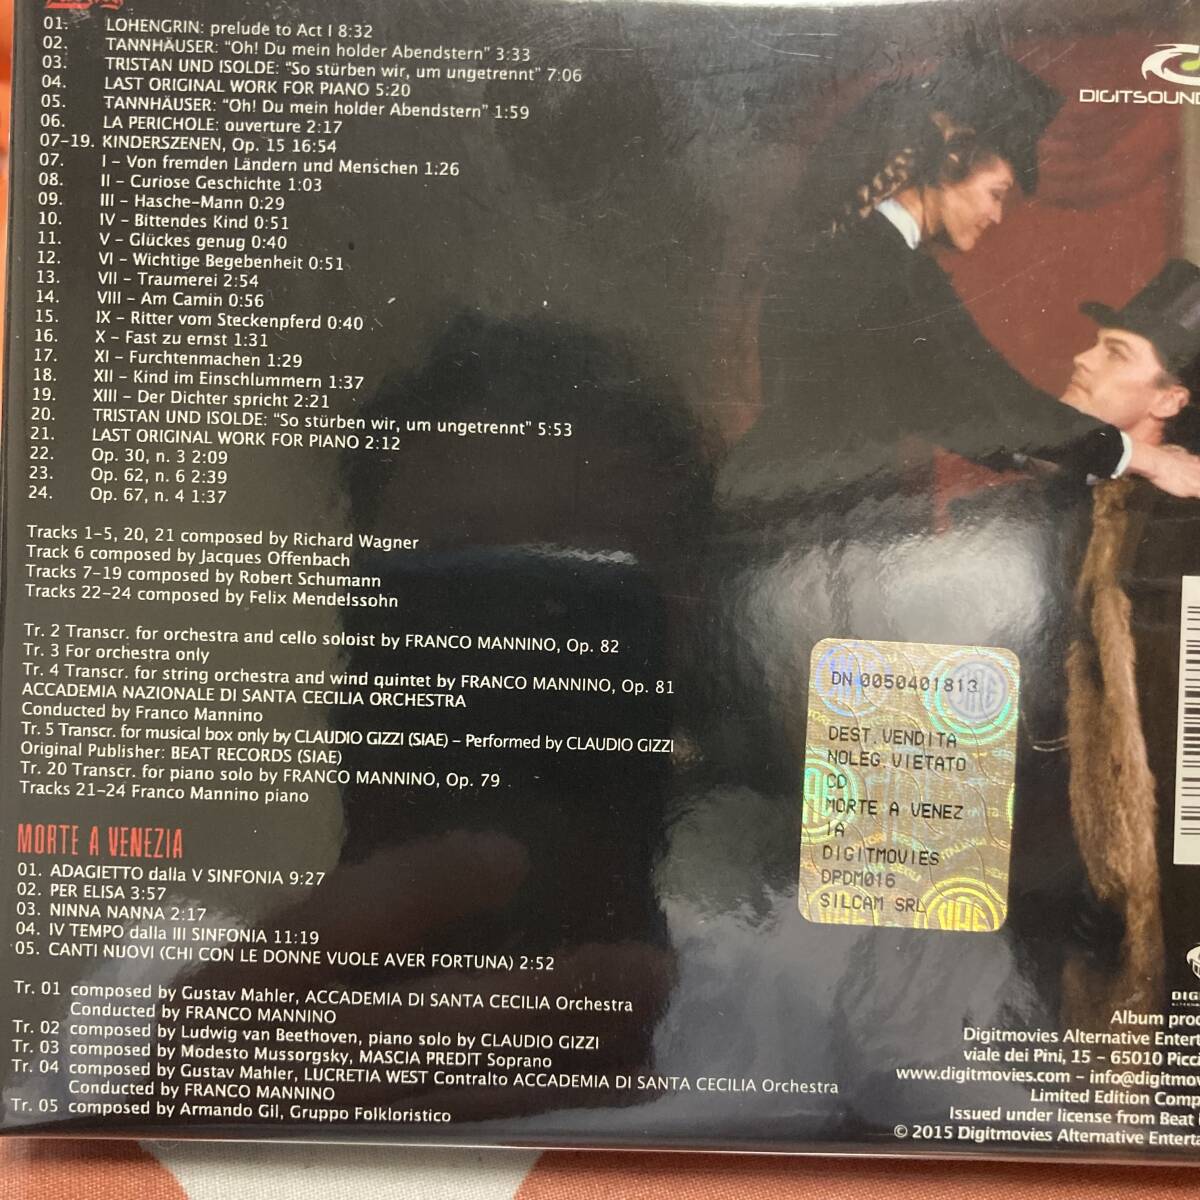 01. LOHENGRIN: prelude to Act I 8:32
02. TANNHÄUSER: "Oh! Du mein holder Abendstern" 3:33
03. TRISTAN UND ISOLDE: "So stürben wir, um ungetrennt" 7:06
04. LAST ORIGINAL WORK FOR PIANO 5:20
05. TANNHÄUSER: "Oh! Du mein holder Abendstern" 1:59
06. LA PERICHOLE: ouverture 2:17
07-19. KINDERSZENEN, Op. 15 16:54
07. I - Von fremden Ländern und Menschen 1:26
08. II - Curiose Geschichte 1:03
09. III - Hasche-Mann 0:29
10. IV - Bittendes Kind 0:51
11. V - Glückes genug 0:40
12. VI - Wichtige Begebenheit 0:51
13. VII - Traumerei 2:54
14. VIII - Am Camin 0:56
15. IX - Ritter vom Steckenpferd 0:40
16. X - Fast zu ernst 1:31
17. XI - Furchtenmachen 1:29
18. XII - Kind im Einschlummern 1:37
19. XIII - Der Dichter spricht 2:21
20. TRISTAN UND ISOLDE: "So stürben wir, um ungetrennt" 5:53
21. LAST ORIGINAL WORK FOR PIANO 2:12
22. Op. 30, n. 3 2:09
23. Op. 62, n. 6 2:39
24. Op. 67, n. 4 1:37
Tracks 1-5, 20, 21 composed by Richard Wagner
Track 6 composed by Jacques Offenbach
Tracks 7-19 composed by Robert Schumann
Tracks 22-24 composed by Felix Mendelssohn
Tr. 2 Transcr. for orchestra and cello soloist by FRANCO MANNINO, Op. 82
Tr. 3 For orchestra only
Tr. 4 Transcr. for string orchestra and wind quintet by FRANCO MANNINO, Op. 81
ACCADEMIA NAZIONALE DI SANTA CECILIA ORCHESTRA
Conducted by Franco Mannino
Tr. 5 Transcr. for musical box only by CLAUDIO GIZZI (SIAE) - Performed by CLAUDIO GIZZI
Original Publisher: BEAT RECORDS (SIAE)
Tr. 20 Transcr. for piano solo by FRANCO MANNINO, Op. 79
Tracks 21-24 Franco Mannino piano
MORTE A VENEZIA
01. ADAGIETTO dalla V SINFONIA 9:27
02. PER ELISA 3:57
03. NINNA NANNA 2:17
04. IV TEMPO dalla III SINFONIA 11:19
05. CANTI NUOVI (CHI CON LE DONNE VUOLE AVER FORTUNA) 2:52
Tr. 01 composed by Gustav Mahler, ACCADEMIA DI SANTA CECILIA Orchestra
Conducted by FRANCO MANNINO
Tr. 02 composed by Ludwig van Beethoven, piano solo by CLAUDIO GIZZI
Tr. 03 composed by Modesto Mussorgsky, MASCIA PREDIT Soprano
Tr. 04 composed by Gustav Mahler, LUCRETIA WEST Contralto ACCADEMIA DI SANTA CECILIA Orchestra
Conducted by FRANCO MANNINO
Tr. 05 composed by Armando Gil, Gruppo Folkloristico
DIGITSOUND
DN 0050401813
DEST.VENDITA
NOLEG.VIETATO
CD
MORTE A VENEZ
IA
DIGITMOVIES
DPDM016
SILCAM SRL
DIGI
Album prod
Digitmovies Alternative Entert
viale dei Pini, 15 - 65010 Picci
www.digitmovies.com - info@digitmov
Limited Edition Comp
Issued under license from Beat
© 2015 Digitmovies Alternative Enterta